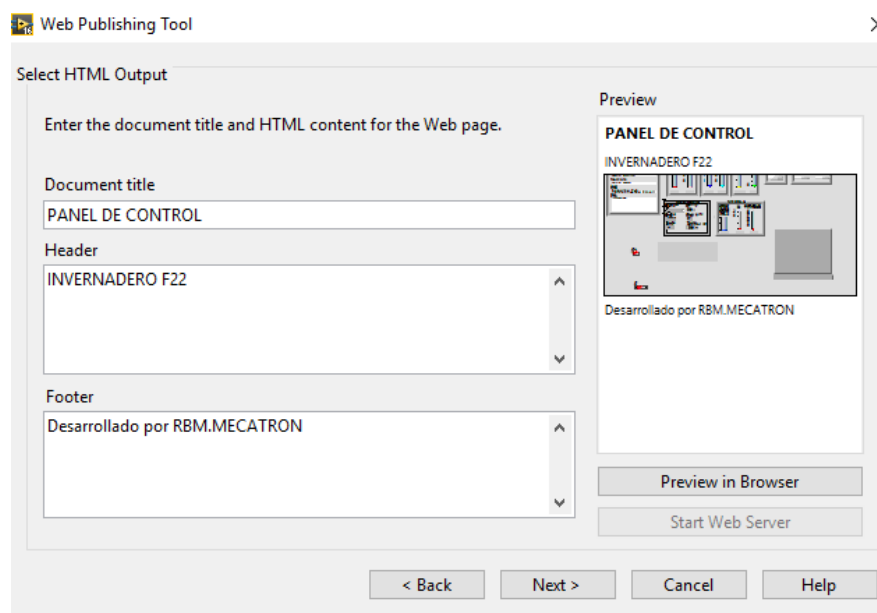 Web Publishing Tool
Select HTML Output
Enter the document title and HTML content for the Web page.
Document title
PANEL DE CONTROL
Header
INVERNADERO F22
Footer
Desarrollado por RBM.MECATRON
Preview
PANEL DE CONTROL
INVERNADERO F22
Desarrollado por RBM.MECATRON
Preview in Browser
Start Web Server
< Back
Next >
Cancel
Help